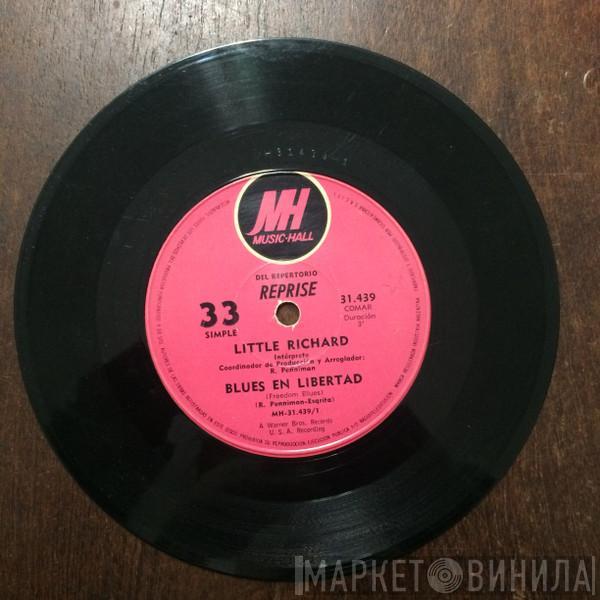 -31439-1
MH
MUSIC-HALL
DEL REPERTORIO
REPRISE
33
SIMPLE
31.439
COMAR
Duración
3'
LITTLE RICHARD
Intérprete
Coordinador de Producción y Arreglador:
R. Penniman
BLUES EN LIBERTAD
(Freedom Blues)
(R. Penniman-Esqrita)
MH-31.439/1
A Warner Bros. Records
U. S. A. Recording
МАРКЕТ ВИНИЛА